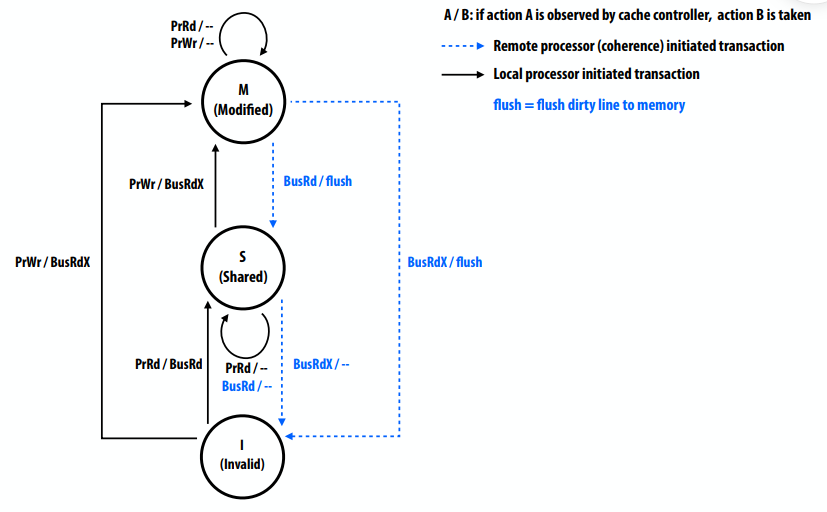 A / B: if action A is observed by cache controller, action B is taken
Remote processor (coherence) initiated transaction
Local processor initiated transaction
flush = flush dirty line to memory
PrRd / --
PrWr / --
M
(Modified)
PrWr / BusRdX
BusRd / flush
PrWr / BusRdX
S
(Shared)
BusRdX / flush
PrRd / BusRd
PrRd / --
BusRd / --
BusRdX / --
I
(Invalid)